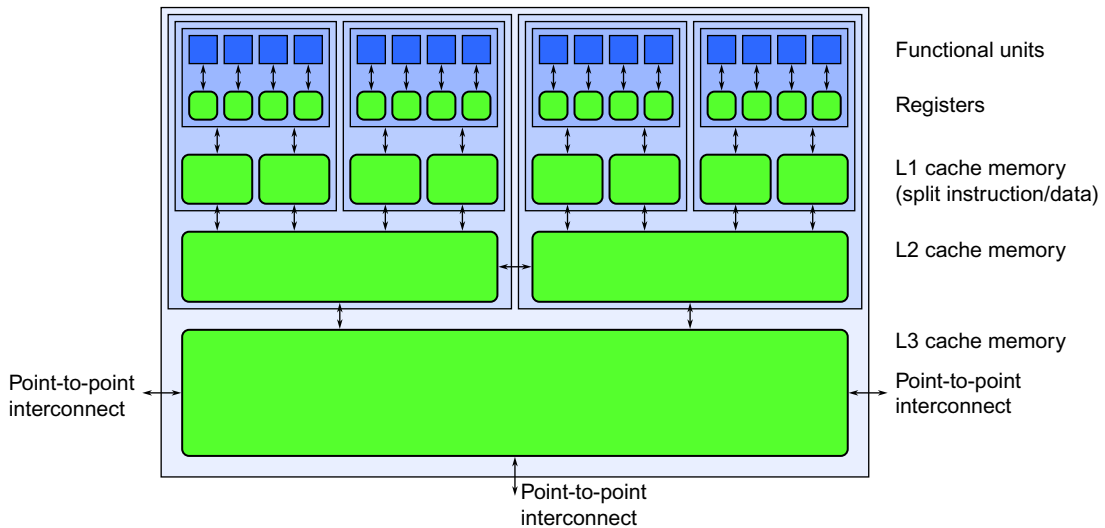 Functional units
Registers
L1 cache memory
(split instruction/data)
L2 cache memory
L3 cache memory
Point-to-point
interconnect
Point-to-point
interconnect
Point-to-point
interconnect